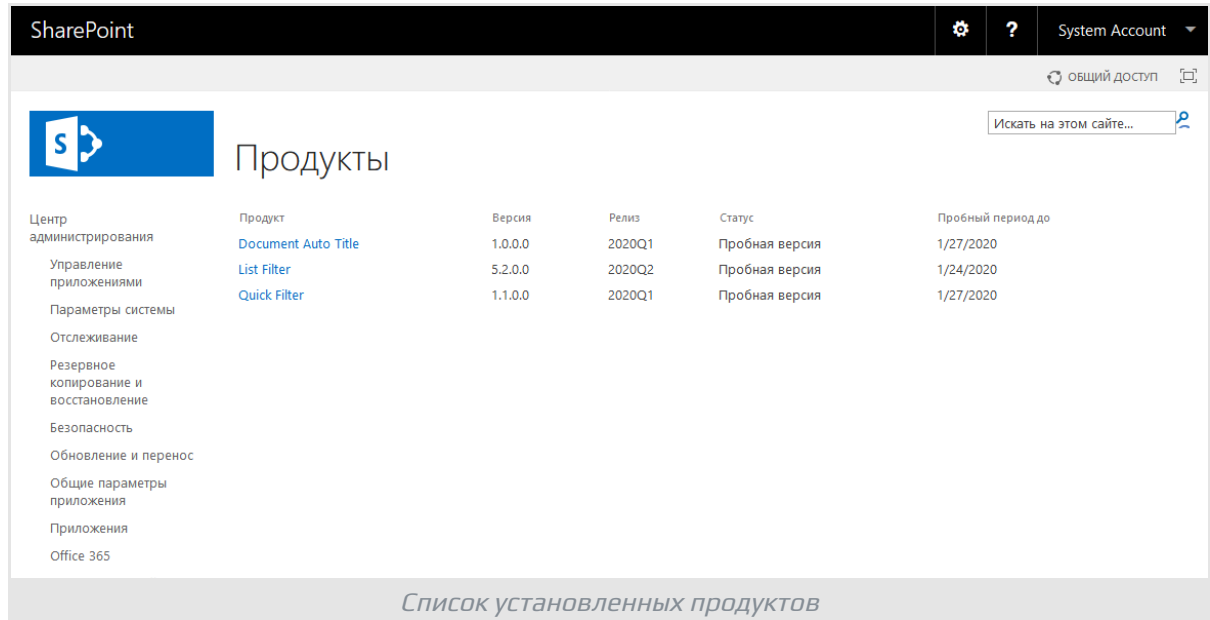 SharePoint
? System Account
ОБЩИЙ ДОСТУП
Искать на этом сайте...
S
Продукты
Центр
администрирования
Управление
приложениями
Параметры системы
Отслеживание
Резервное
копирование и
восстановление
Безопасность
Обновление и перенос
Общие параметры
приложения
Приложения
Office 365
Продукт Версия Релиз Статус Пробный период до
Document Auto Title 1.0.0.0 2020Q1 Пробная версия 1/27/2020
List Filter 5.2.0.0 2020Q2 Пробная версия 1/24/2020
Quick Filter 1.1.0.0 2020Q1 Пробная версия 1/27/2020
Список установленных продуктов